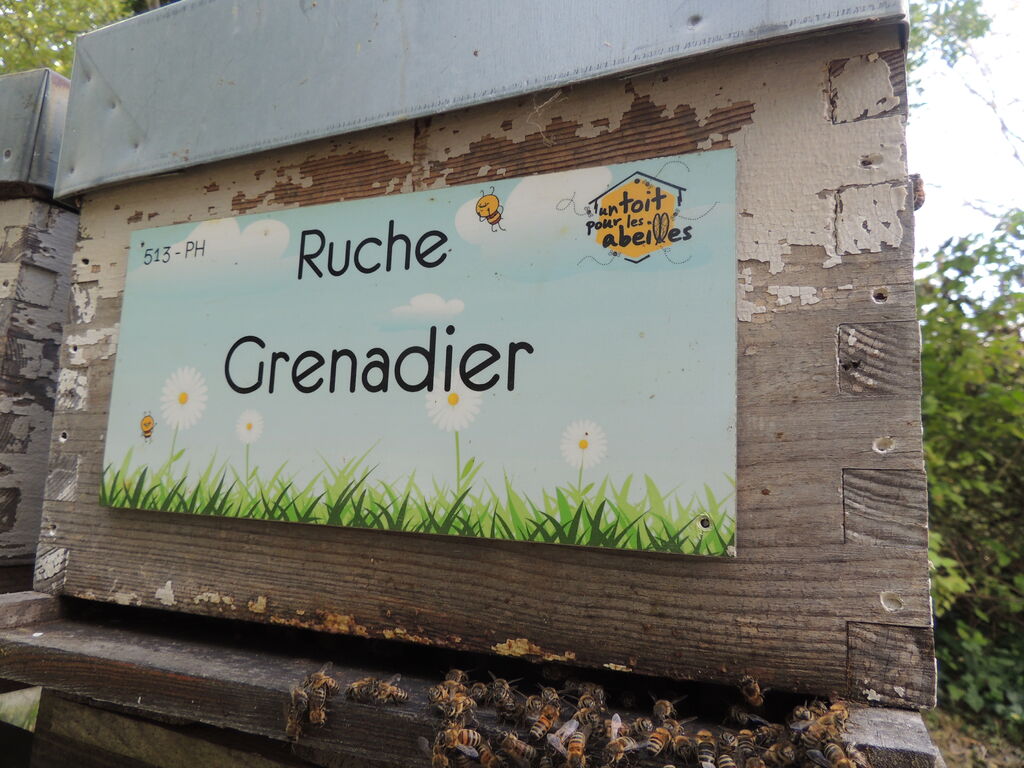 513-PH
Ruche
Grenadier
un toit
pour les
abeilles